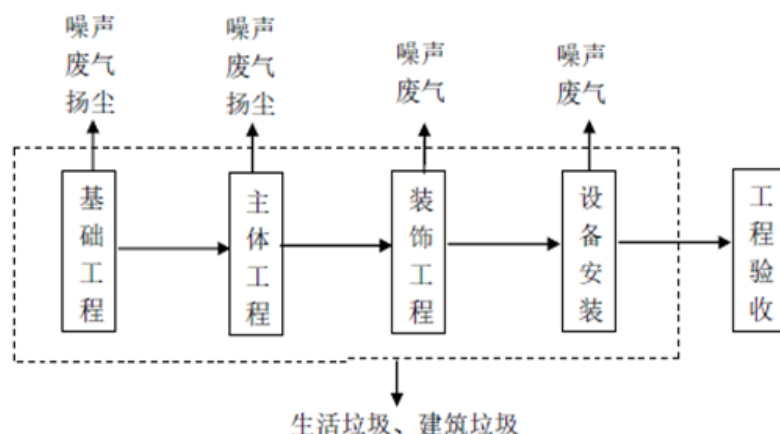 噪声
废气
扬尘
噪声
废气
扬尘
噪声
废气
噪声
废气
基础工程
主体工程
装饰工程
设备安装
工程验收
生活垃圾、建筑垃圾